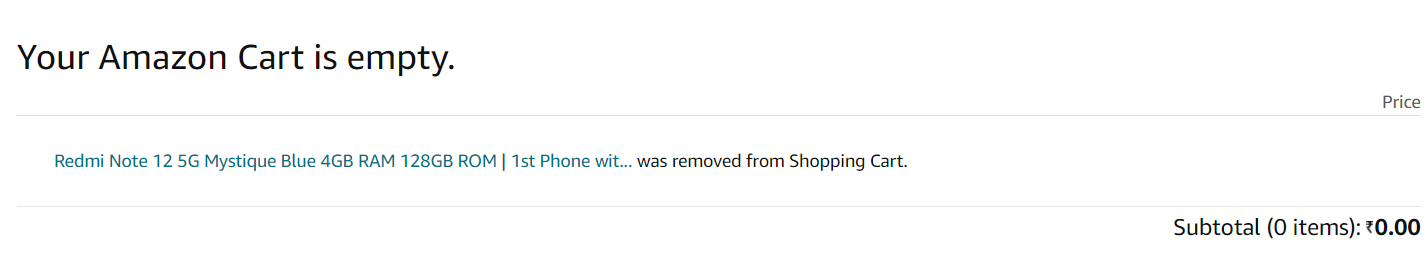 Your Amazon Cart is empty.
Price
Redmi Note 12 5G Mystique Blue 4GB RAM 128GB ROM | 1st Phone wit... was removed from Shopping Cart.
Subtotal (0 items): ₹0.00